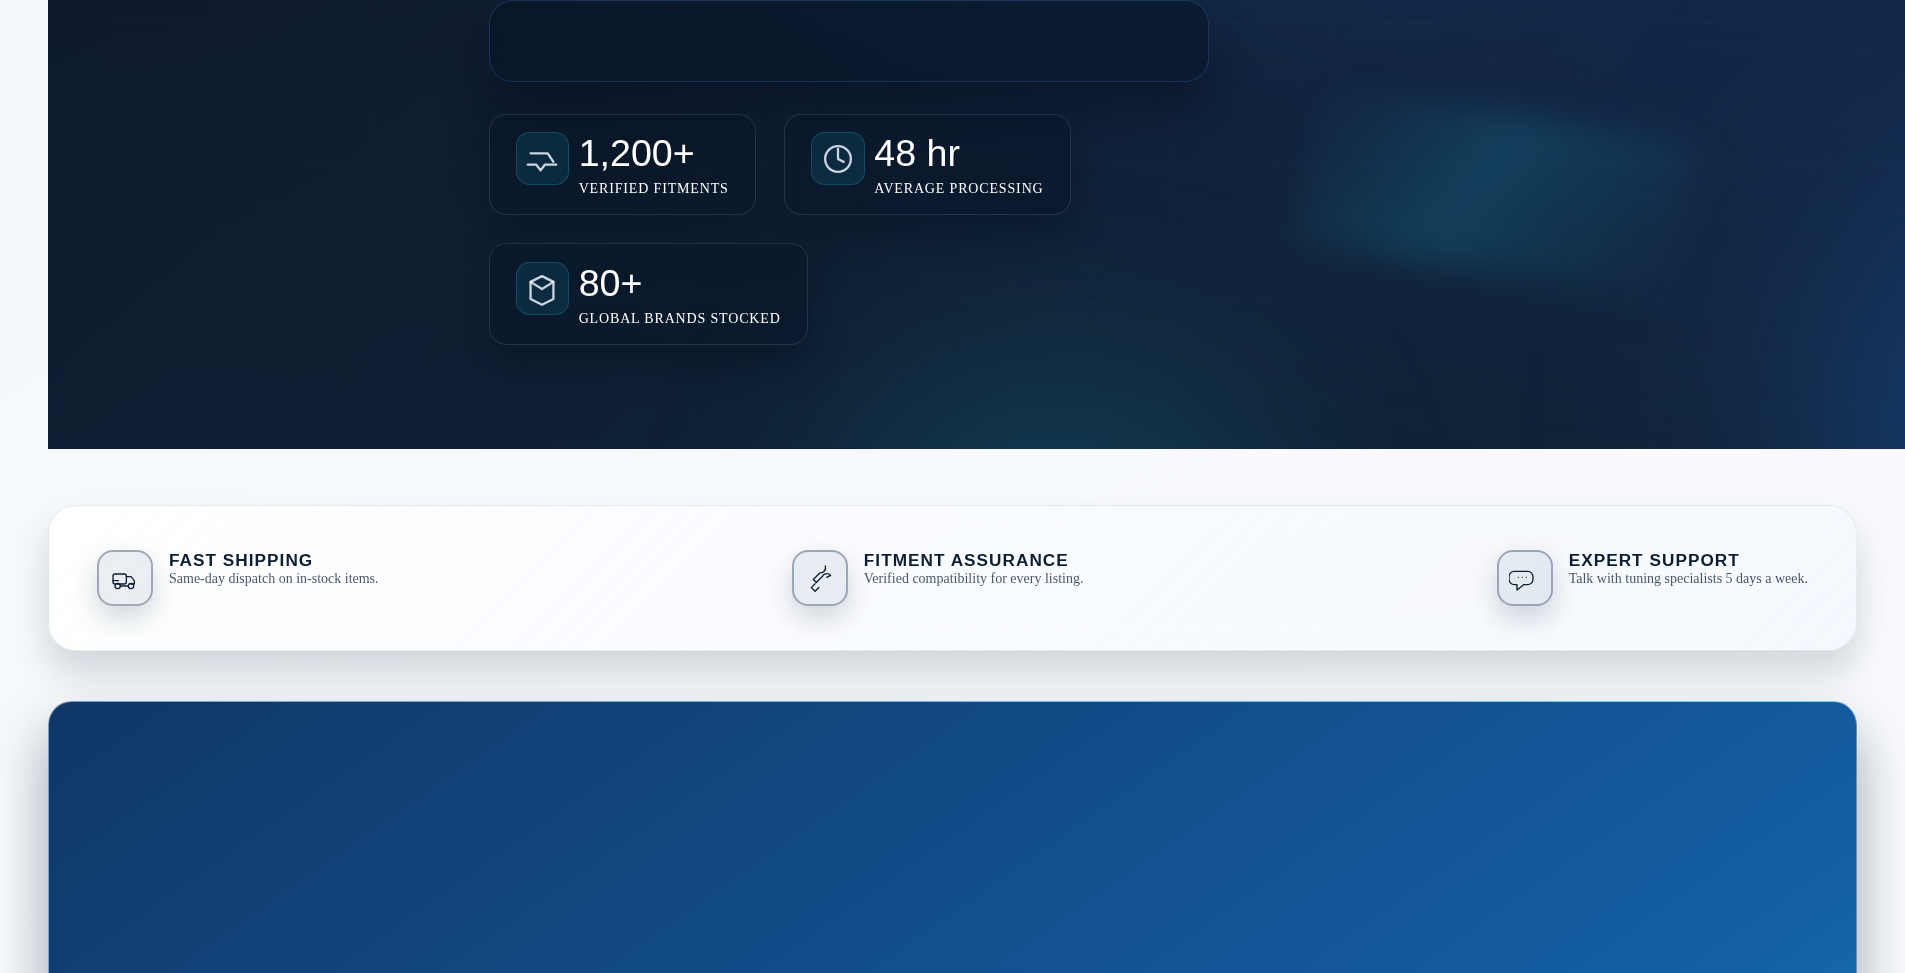 1,200+
VERIFIED FITMENTS
48 hr
AVERAGE PROCESSING
80+
GLOBAL BRANDS STOCKED
FAST SHIPPING
Same-day dispatch on in-stock items.
FITMENT ASSURANCE
Verified compatibility for every listing.
EXPERT SUPPORT
Talk with tuning specialists 5 days a week.